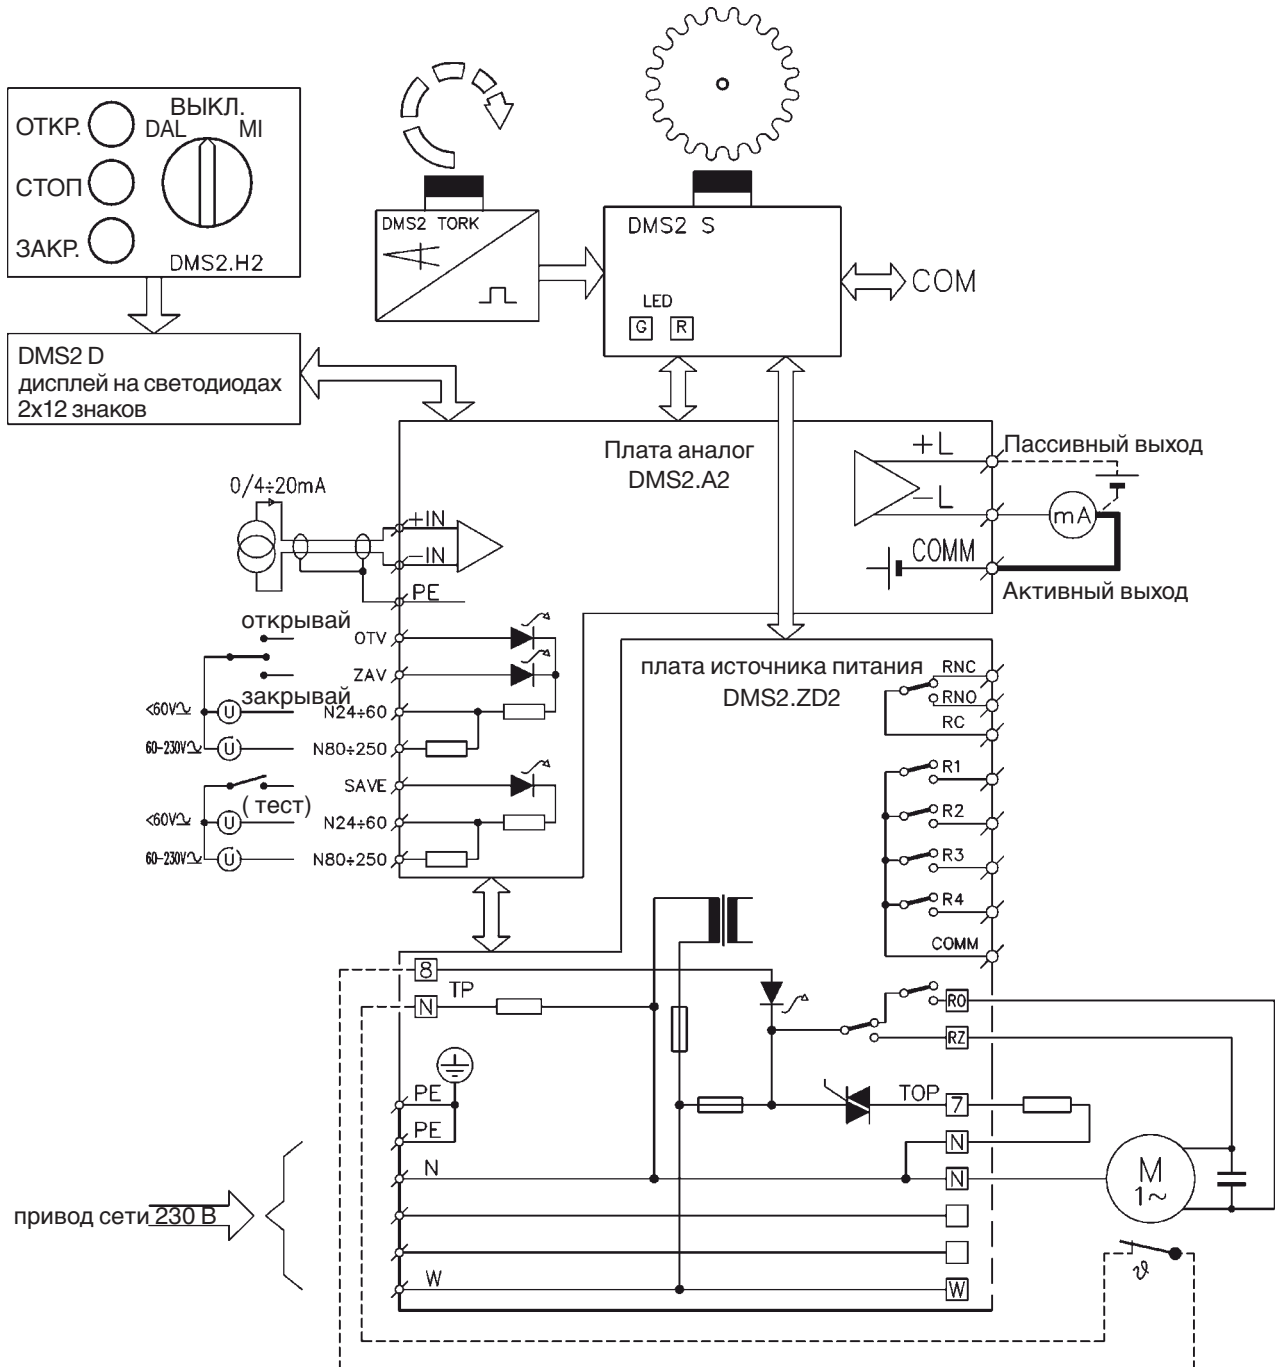 ВЫКЛ.
ОТКР.
DAL
MI
СТОП
ЗАКР.
DMS2.H2
DMS2 TORK
DMS2 S
LED
G
R
COM
DMS2 D
дисплей на светодиодах
2x12 знаков
Плата аналог
DMS2.A2
+L
Пассивный выход
-L
mA
COMM
Активный выход
0/4÷20mA
+IN
-IN
PE
открывай
OTV
ZAV
закрывай
<60V
U
N24÷60
60-230V
U
N80÷250
SAVE
( тест)
<60V
U
N24÷60
60-230V
U
N80÷250
плата источника питания
DMS2.ZD2
RNC
RNO
RC
R1
R2
R3
R4
COMM
8
TP
N
RO
RZ
TOP
7
PE
PE
N
N
N
M
1~
привод сети 230 В
W
W
ϑ